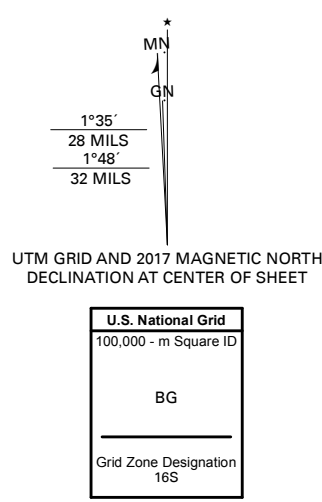 ★
MN
GN
1°35´
28 MILS
1°48´
32 MILS
UTM GRID AND 2017 MAGNETIC NORTH
DECLINATION AT CENTER OF SHEET
U.S. National Grid
100,000 - m Square ID
BG
Grid Zone Designation
16S